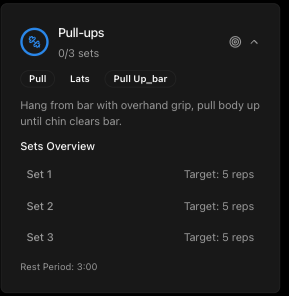 Pull-ups
0/3 sets
Pull Lats Pull Up_bar
Hang from bar with overhand grip, pull body up
until chin clears bar.
Sets Overview
Set 1 Target: 5 reps
Set 2 Target: 5 reps
Set 3 Target: 5 reps
Rest Period: 3:00